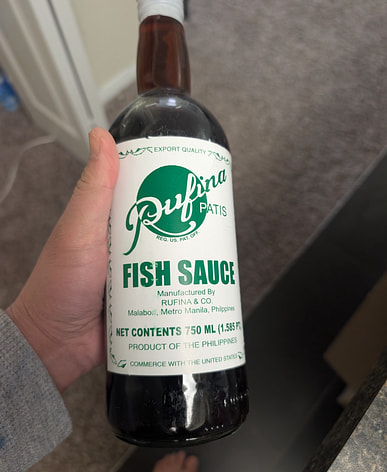 EXPORT QUALITY
Rufina
PATIS
REG. US. PAT. OFF.
FISH SAUCE
Manufactured By
RUFINA & CO.
Malabon, Metro Manila, Philippines
NET CONTENTS 750 ML (1.585 PT
PRODUCT OF THE PHILIPPINES
COMMERCE WITH THE UNITED STATES